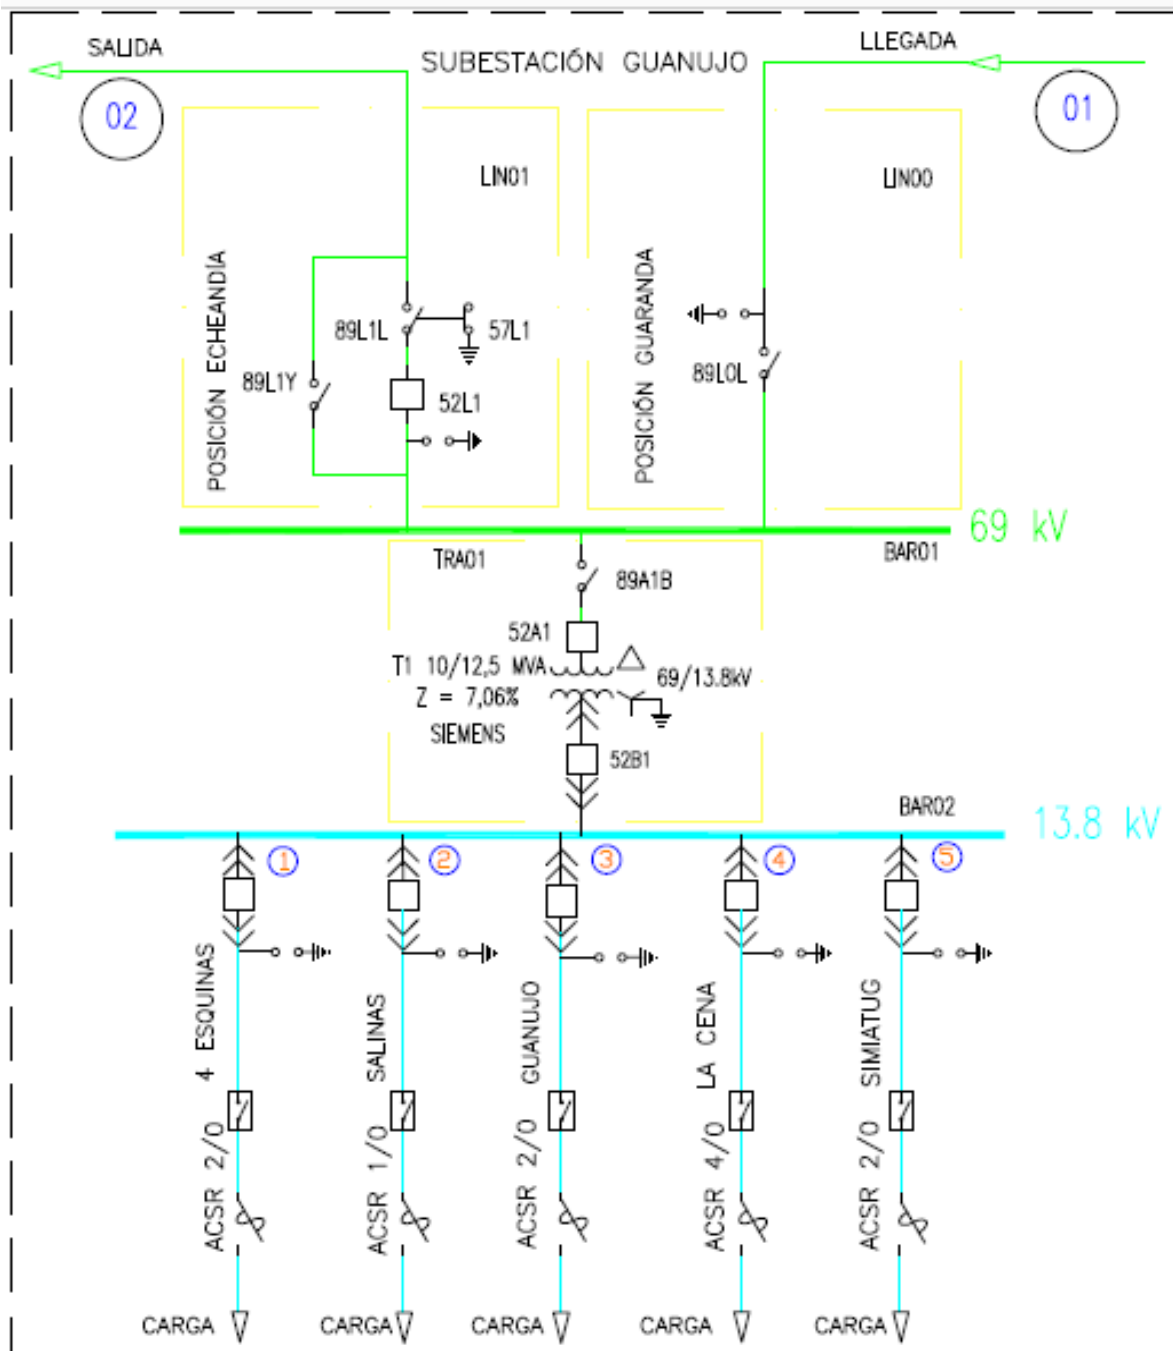 SALIDA
SUBESTACIÓN GUANUJO
LLEGADA
02
01
LIN01
LIN00
POSICIÓN ECHEANDÍA
POSICIÓN GUARANDA
89L1L
57L1
89L1Y
52L1
89L0L
69 kV
TRA01
BAR01
89A1B
52A1
T1 10/12,5 MVA
69/13.8kV
Z = 7,06%
SIEMENS
52B1
BAR02
13.8 kV
1
2
3
4
5
4 ESQUINAS
SALINAS
GUANUJO
LA CENA
SIMIATUG
ACSR 2/0
ACSR 1/0
ACSR 2/0
ACSR 4/0
ACSR 2/0
CARGA
CARGA
CARGA
CARGA
CARGA